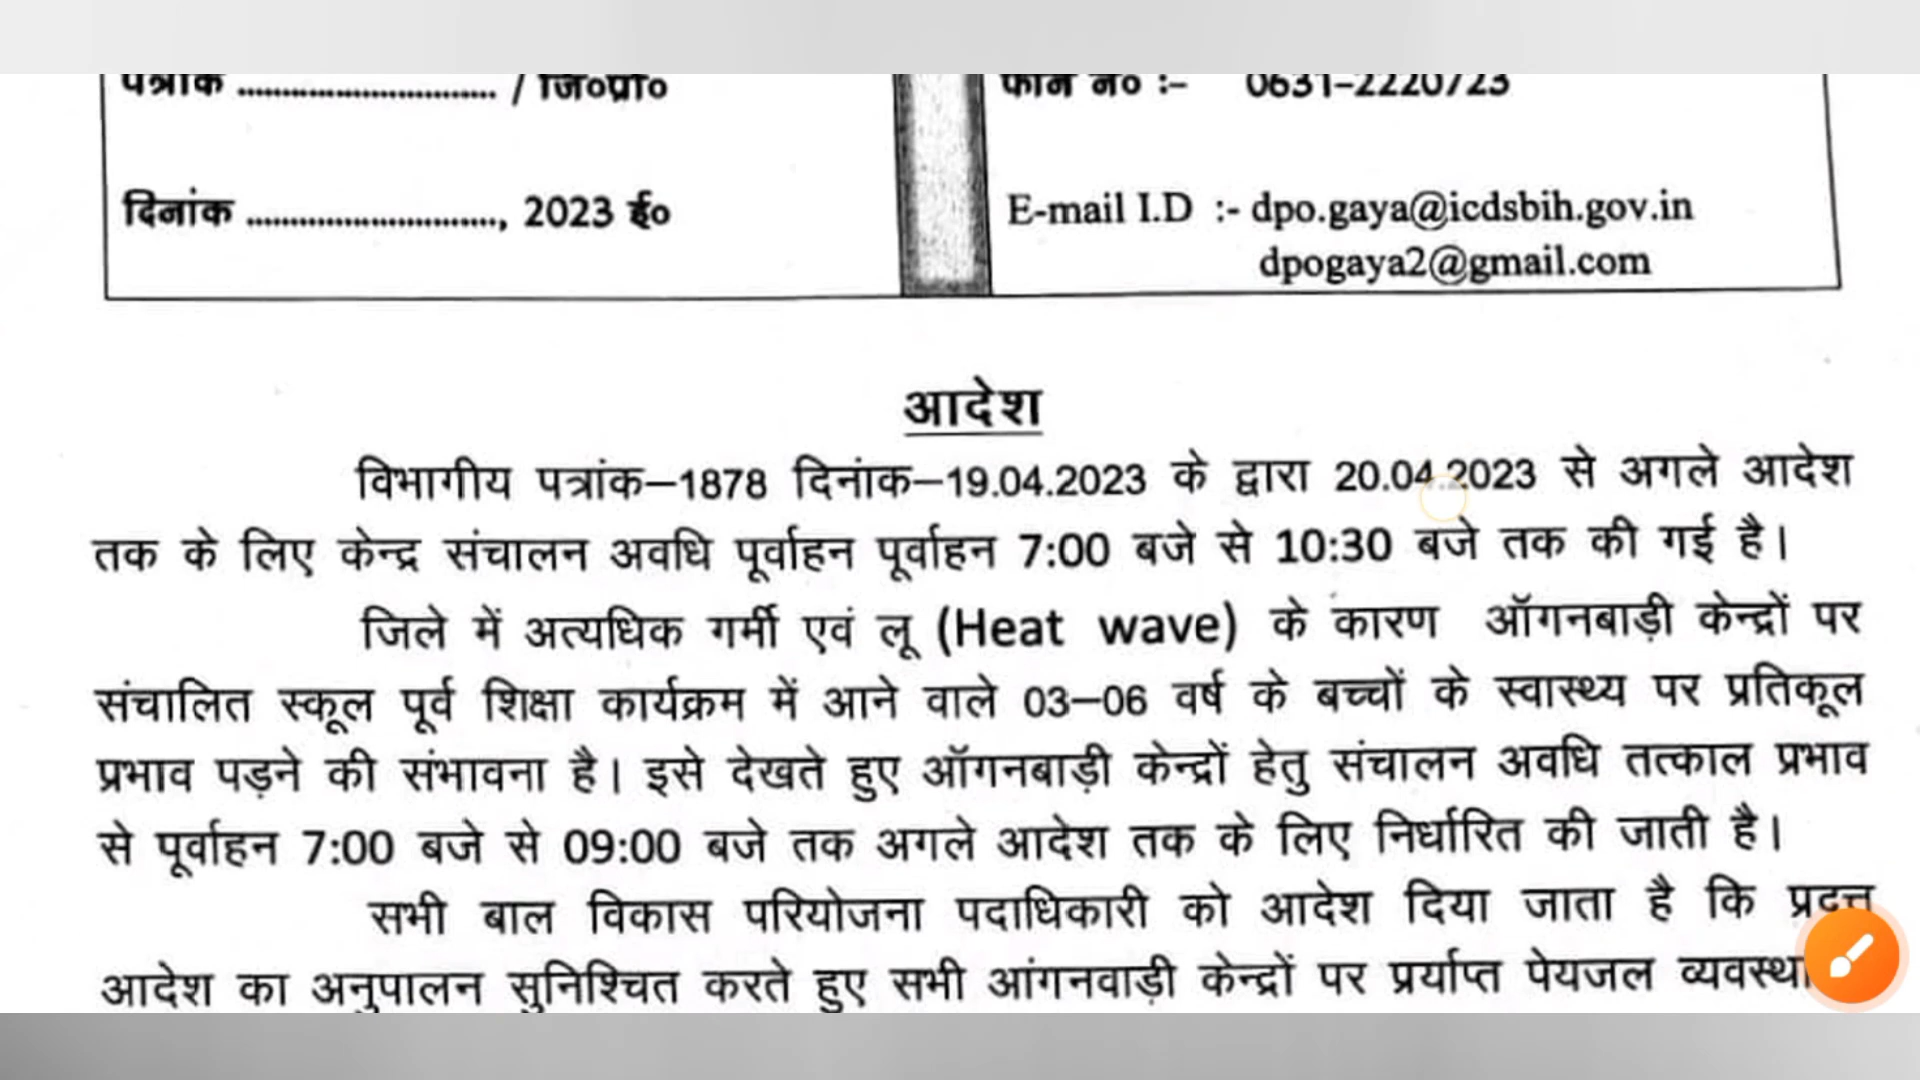 पत्रांक ............................ / जि०प्रो०
फोन नं० :- 0631-2220723
दिनांक ............................, 2023 ई०
E-mail I.D :- dpo.gaya@icdsbih.gov.in
dpogaya2@gmail.com
आदेश
विभागीय पत्रांक–1878 दिनांक–19.04.2023 के द्वारा 20.04.2023 से अगले आदेश
तक के लिए केन्द्र संचालन अवधि पूर्वाहन पूर्वाहन 7:00 बजे से 10:30 बजे तक की गई है।
जिले में अत्यधिक गर्मी एवं लू (Heat wave) के कारण ऑगनबाड़ी केन्द्रों पर
संचालित स्कूल पूर्व शिक्षा कार्यक्रम में आने वाले 03–06 वर्ष के बच्चों के स्वास्थ्य पर प्रतिकूल
प्रभाव पड़ने की संभावना है। इसे देखते हुए ऑगनबाड़ी केन्द्रों हेतु संचालन अवधि तत्काल प्रभाव
से पूर्वाहन 7:00 बजे से 09:00 बजे तक अगले आदेश तक के लिए निर्धारित की जाती है।
सभी बाल विकास परियोजना पदाधिकारी को आदेश दिया जाता है कि प्रदत्त
आदेश का अनुपालन सुनिश्चित करते हुए सभी आंगनवाड़ी केन्द्रों पर प्रर्याप्त पेयजल व्यवस्था